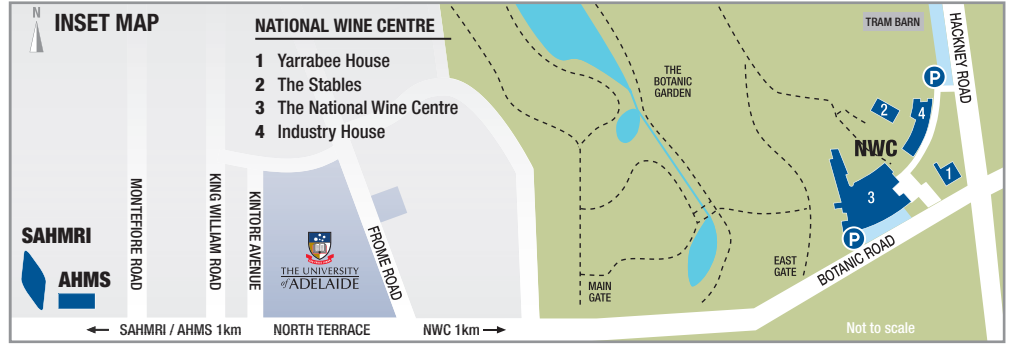 N
INSET MAP
NATIONAL WINE CENTRE
1 Yarrabee House
2 The Stables
3 The National Wine Centre
4 Industry House
TRAM BARN
HACKNEY ROAD
P
THE
BOTANIC
GARDEN
2
4
NWC
1
3
P
BOTANIC ROAD
EAST
GATE
MAIN
GATE
MONTEFIORE ROAD
KING WILLIAM ROAD
KINTORE AVENUE
FROME ROAD
THE UNIVERSITY
of ADELAIDE
SAHMRI
AHMS
SAHMRI / AHMS 1km
NORTH TERRACE
NWC 1km
Not to scale